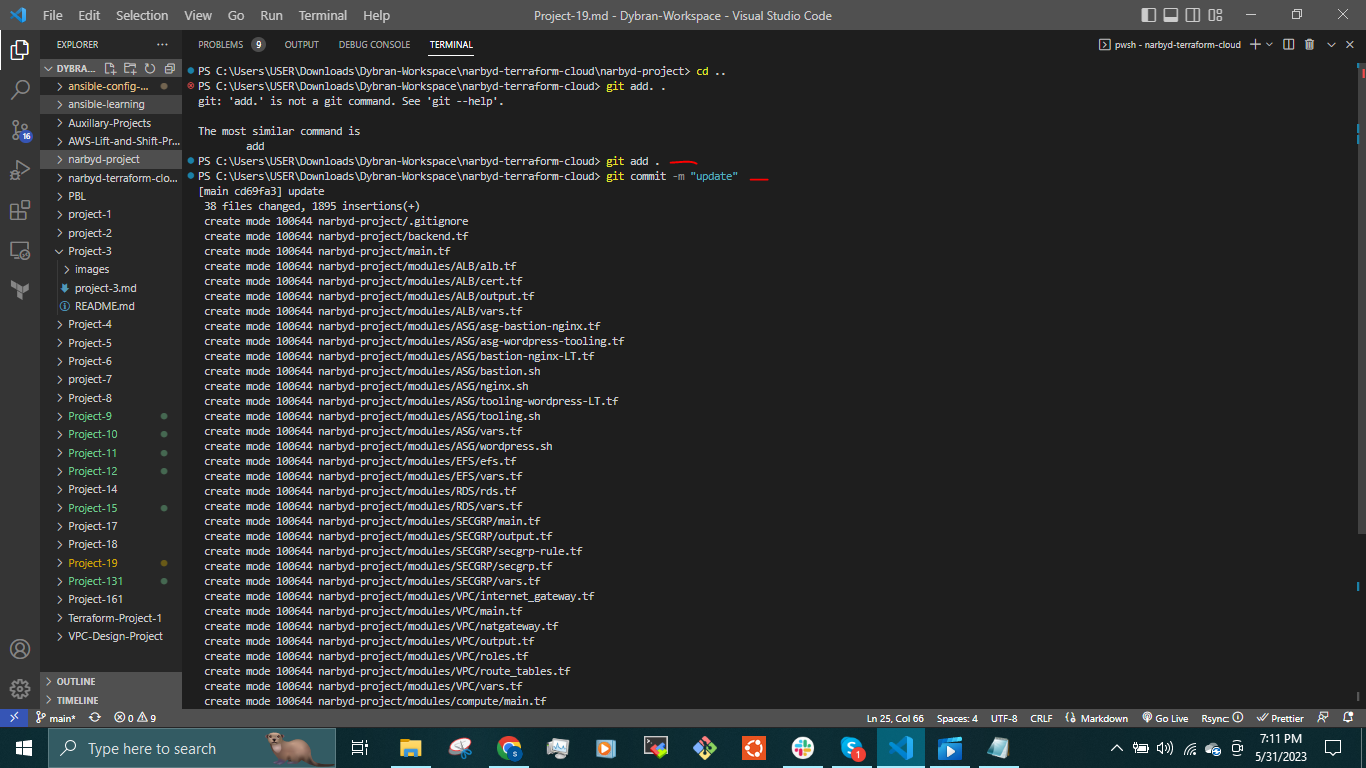 File Edit Selection View Go Run Terminal Help
Project-19.md - Dybran-Workspace - Visual Studio Code
EXPLORER
DYBRA...
ansible-config-...
ansible-learning
Auxillary-Projects
AWS-Lift-and-Shift-Pr...
narbyd-project
narbyd-terraform-clo...
PBL
project-1
project-2
Project-3
images
project-3.md
README.md
Project-4
Project-5
Project-6
project-7
Project-8
Project-9
Project-10
Project-11
Project-12
Project-14
Project-15
Project-17
Project-18
Project-19
Project-131
Project-161
Terraform-Project-1
VPC-Design-Project
OUTLINE
TIMELINE
16
PROBLEMS 9 OUTPUT DEBUG CONSOLE TERMINAL
pwsh - narbyd-terraform-cloud
PS C:\Users\USER\Downloads\Dybran-Workspace\narbyd-terraform-cloud\narbyd-project> cd ..
PS C:\Users\USER\Downloads\Dybran-Workspace\narbyd-terraform-cloud> git add. .
git: 'add.' is not a git command. See 'git --help'.
The most similar command is
add
PS C:\Users\USER\Downloads\Dybran-Workspace\narbyd-terraform-cloud> git add .
PS C:\Users\USER\Downloads\Dybran-Workspace\narbyd-terraform-cloud> git commit -m "update"
[main cd69fa3] update
38 files changed, 1895 insertions(+)
create mode 100644 narbyd-project/.gitignore
create mode 100644 narbyd-project/backend.tf
create mode 100644 narbyd-project/main.tf
create mode 100644 narbyd-project/modules/ALB/alb.tf
create mode 100644 narbyd-project/modules/ALB/cert.tf
create mode 100644 narbyd-project/modules/ALB/output.tf
create mode 100644 narbyd-project/modules/ALB/vars.tf
create mode 100644 narbyd-project/modules/ASG/asg-bastion-nginx.tf
create mode 100644 narbyd-project/modules/ASG/asg-wordpress-tooling.tf
create mode 100644 narbyd-project/modules/ASG/bastion-nginx-LT.tf
create mode 100644 narbyd-project/modules/ASG/bastion.sh
create mode 100644 narbyd-project/modules/ASG/nginx.sh
create mode 100644 narbyd-project/modules/ASG/tooling-wordpress-LT.tf
create mode 100644 narbyd-project/modules/ASG/tooling.sh
create mode 100644 narbyd-project/modules/ASG/vars.tf
create mode 100644 narbyd-project/modules/ASG/wordpress.sh
create mode 100644 narbyd-project/modules/EFS/efs.tf
create mode 100644 narbyd-project/modules/EFS/vars.tf
create mode 100644 narbyd-project/modules/RDS/rds.tf
create mode 100644 narbyd-project/modules/RDS/vars.tf
create mode 100644 narbyd-project/modules/SECGRP/main.tf
create mode 100644 narbyd-project/modules/SECGRP/output.tf
create mode 100644 narbyd-project/modules/SECGRP/secgrp-rule.tf
create mode 100644 narbyd-project/modules/SECGRP/secgrp.tf
create mode 100644 narbyd-project/modules/SECGRP/vars.tf
create mode 100644 narbyd-project/modules/VPC/internet_gateway.tf
create mode 100644 narbyd-project/modules/VPC/main.tf
create mode 100644 narbyd-project/modules/VPC/natgateway.tf
create mode 100644 narbyd-project/modules/VPC/output.tf
create mode 100644 narbyd-project/modules/VPC/roles.tf
create mode 100644 narbyd-project/modules/VPC/route_tables.tf
create mode 100644 narbyd-project/modules/VPC/vars.tf
create mode 100644 narbyd-project/modules/compute/main.tf
main* 0 9 Ln 25, Col 66 Spaces: 4 UTF-8 CRLF Markdown Go Live Rsync: Prettier
Type here to search
1
7:11 PM
5/31/2023